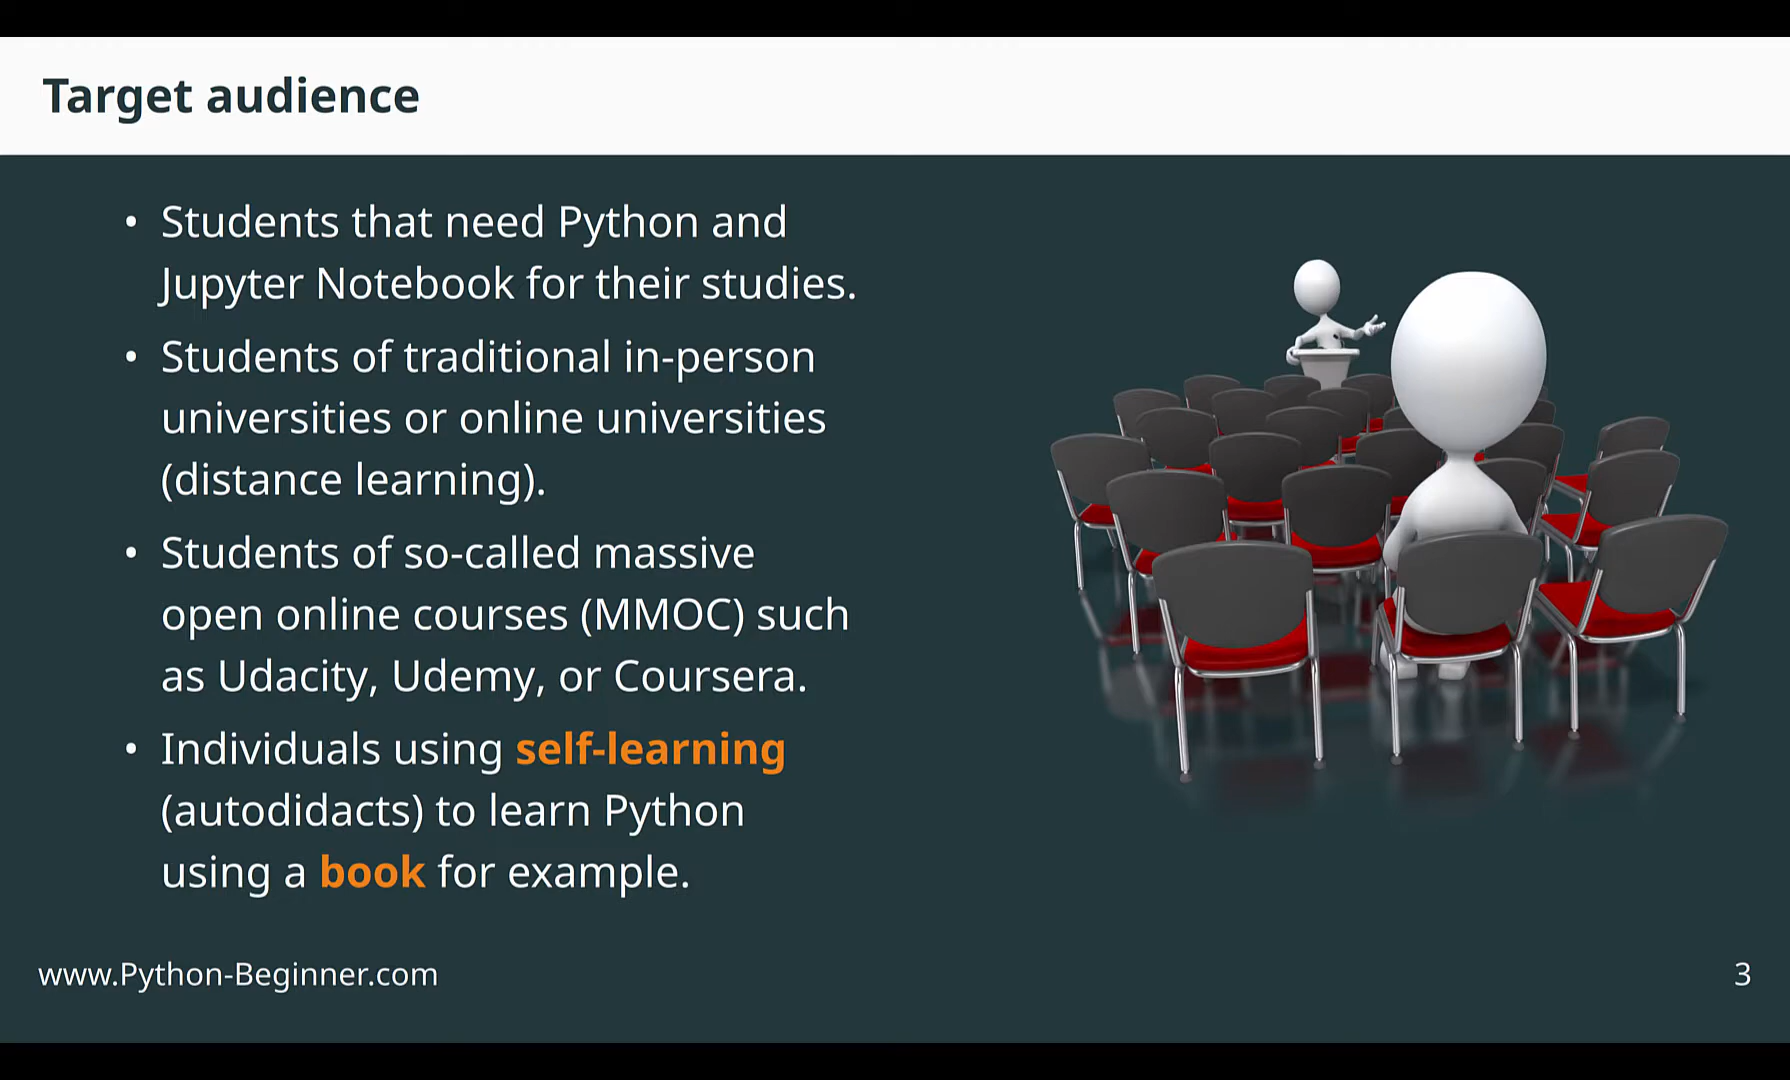 Target audience
• Students that need Python and
Jupyter Notebook for their studies.
• Students of traditional in-person
universities or online universities
(distance learning).
• Students of so-called massive
open online courses (MMOC) such
as Udacity, Udemy, or Coursera.
• Individuals using self-learning
(autodidacts) to learn Python
using a book for example.
www.Python-Beginner.com
3